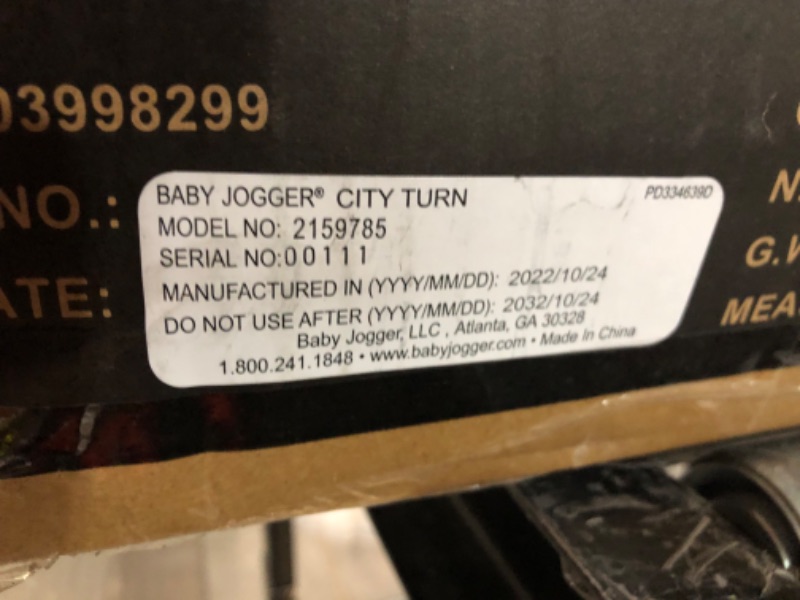 03998299
NO.:
BABY JOGGER® CITY TURN
PD334639D
MODEL NO: 2159785
SERIAL NO:00111
MANUFACTURED IN (YYYY/MM/DD): 2022/10/24
DO NOT USE AFTER (YYYY/MM/DD): 2032/10/24
Baby Jogger, LLC , Atlanta, GA 30328
1.800.241.1848 • www.babyjogger.com • Made In China
ATE:
N.
G.W
MEA